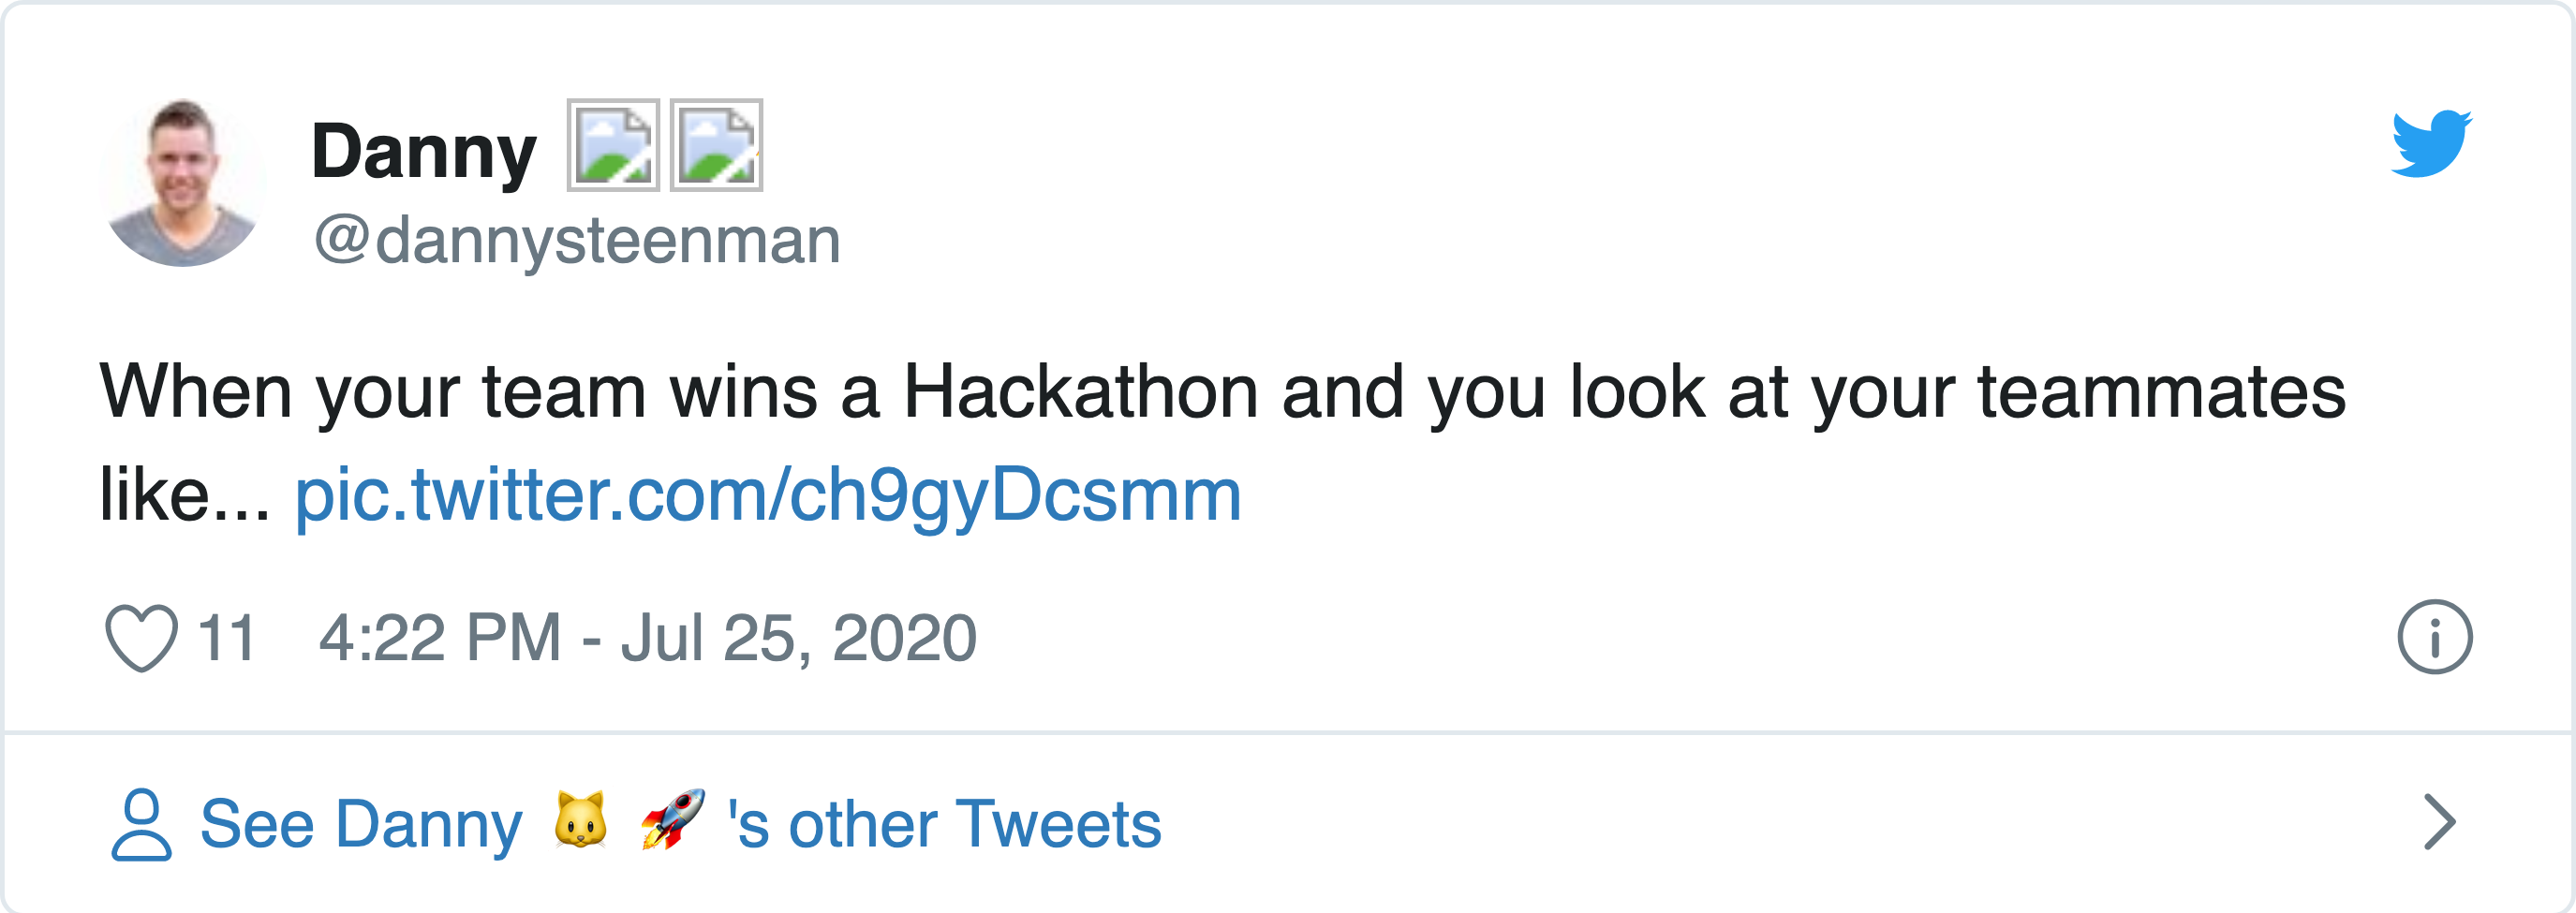 Danny
@dannysteenman
When your team wins a Hackathon and you look at your teammates
like... pic.twitter.com/ch9gyDcsmm
11 4:22 PM - Jul 25, 2020
See Danny 🐱 🚀 's other Tweets